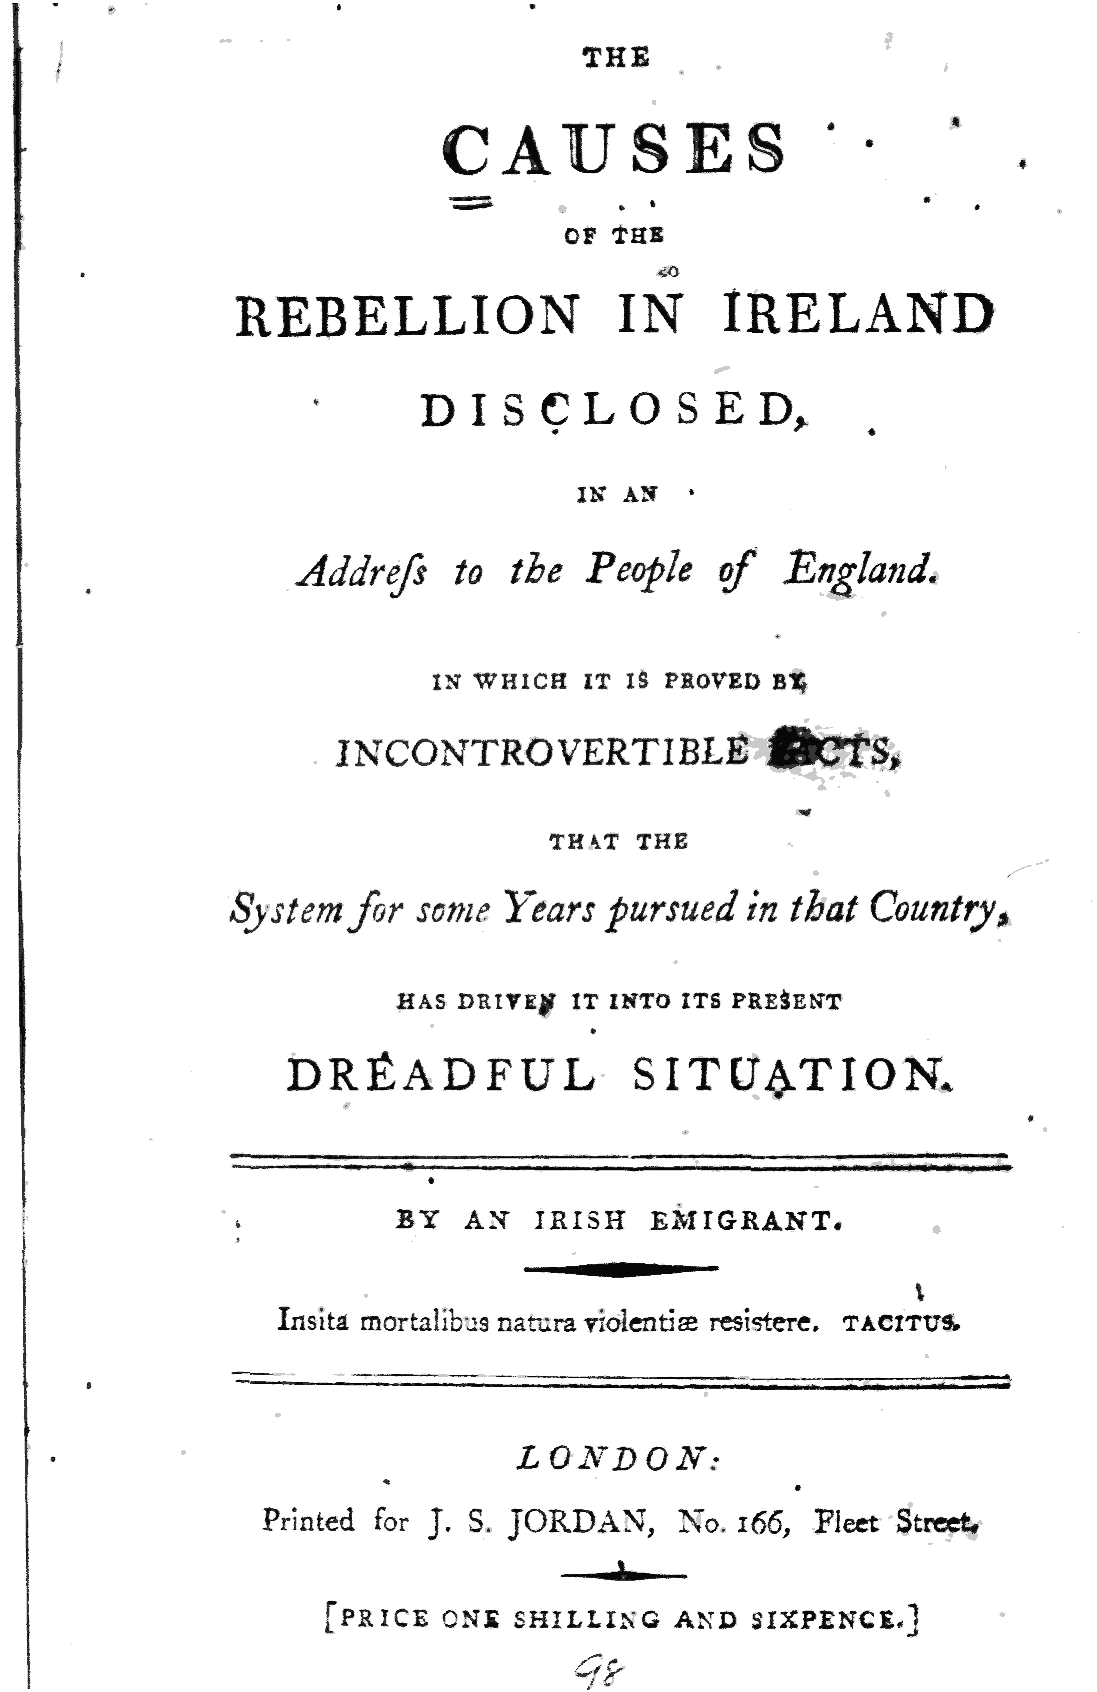 THE
CAUSES
OF THE
REBELLION IN IRELAND
DISCLOSED,
IN AN
Addreſs to the People of England.
IN WHICH IT IS PROVED BY
INCONTROVERTIBLE FACTS,
THAT THE
System for some Years pursued in that Country,
HAS DRIVEN IT INTO ITS PRESENT
DREADFUL SITUATION.
BY AN IRISH EMIGRANT.
Insita mortalibus natura violentiæ resistere. TACITUS.
LONDON:
Printed for J. S. JORDAN, No. 166, Fleet Street.
[PRICE ONE SHILLING AND SIXPENCE.]
98